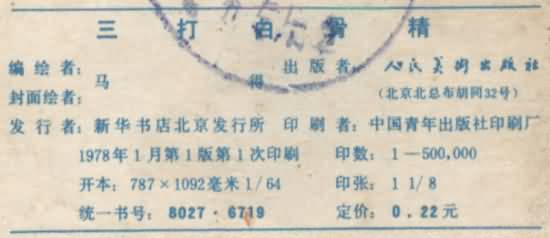 三打白骨精
编绘者：马得 出版者：人民美术出版社
封面绘者： (北京北总布胡同32号)
发行者：新华书店北京发行所 印刷者：中国青年出版社印刷厂
1978年1月第1版第1次印刷 印数：1—500,000
开本：787×1092毫米1/64 印张：1 1/8
统一书号：8027·6719 定价：0.22元